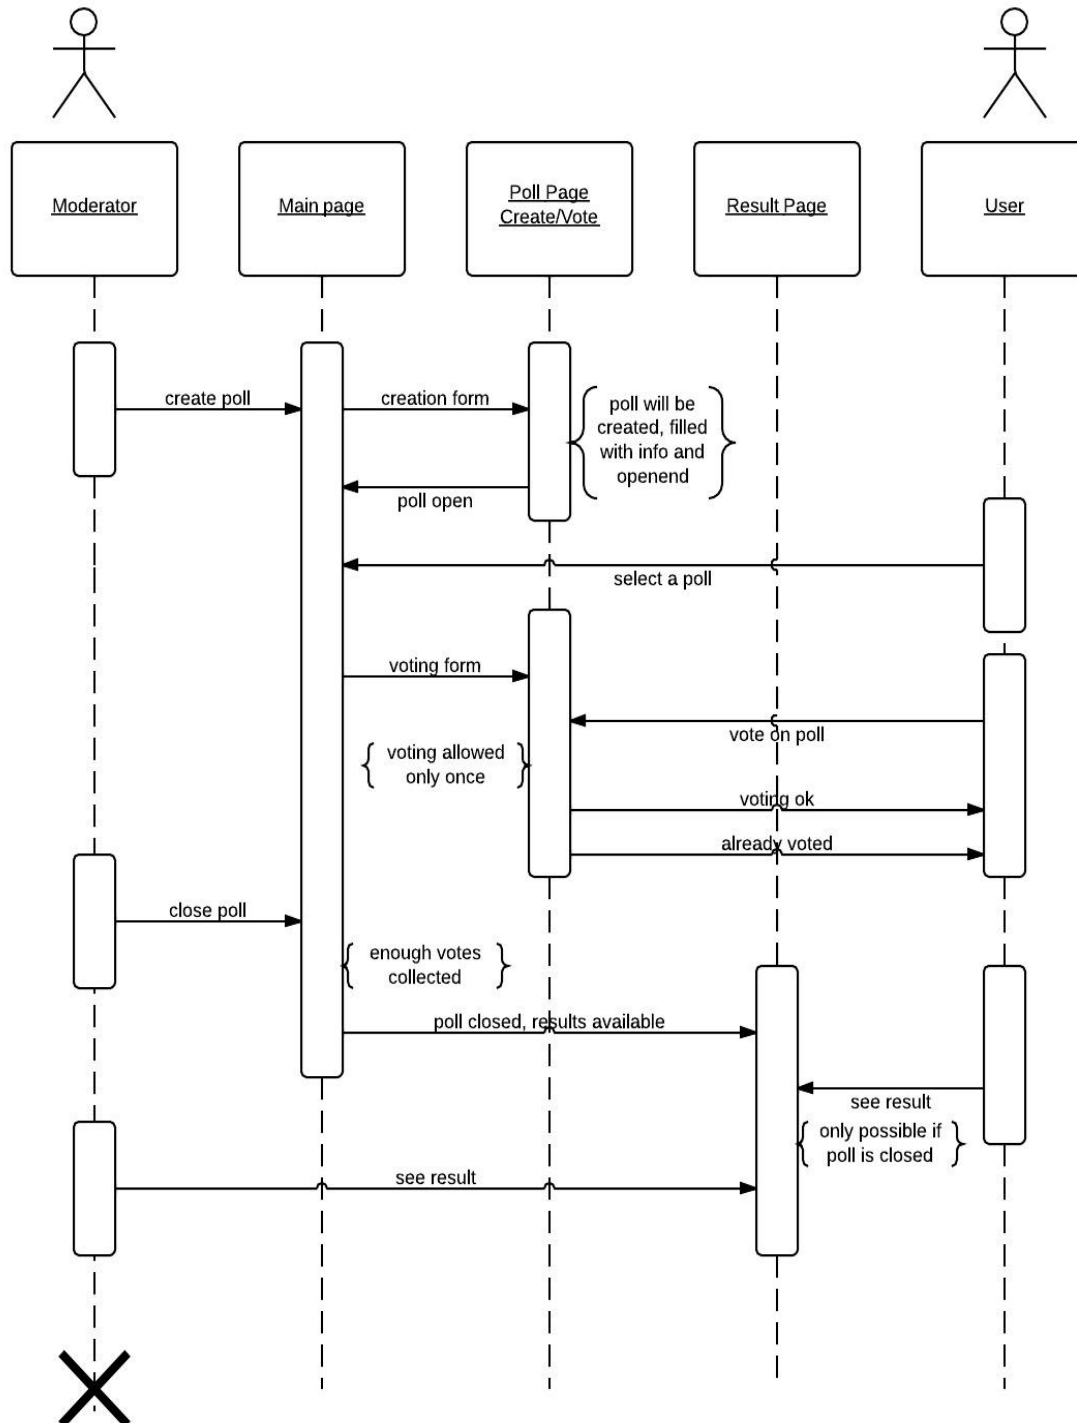 Moderator
Main page
Poll Page
Create/Vote
Result Page
User
create poll
creation form
poll will be
created, filled
with info and
openend
poll open
select a poll
voting form
vote on poll
voting allowed
only once
voting ok
already voted
close poll
enough votes
collected
poll closed, results available
see result
only possible if
poll is closed
see result